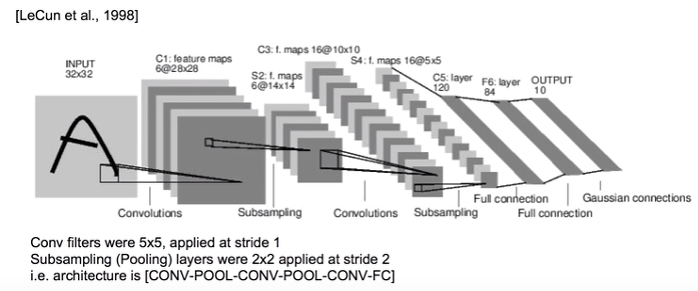 [LeCun et al., 1998]
INPUT
32x32
C1: feature maps
6@28x28
S2: f. maps
6@14x14
C3: f. maps 16@10x10
S4: f. maps 16@5x5
C5: layer
120
F6: layer
84
OUTPUT
10
Convolutions
Subsampling
Convolutions
Subsampling
Full connection
Full connection
Gaussian connections
Conv filters were 5x5, applied at stride 1
Subsampling (Pooling) layers were 2x2 applied at stride 2
i.e. architecture is [CONV-POOL-CONV-POOL-CONV-FC]